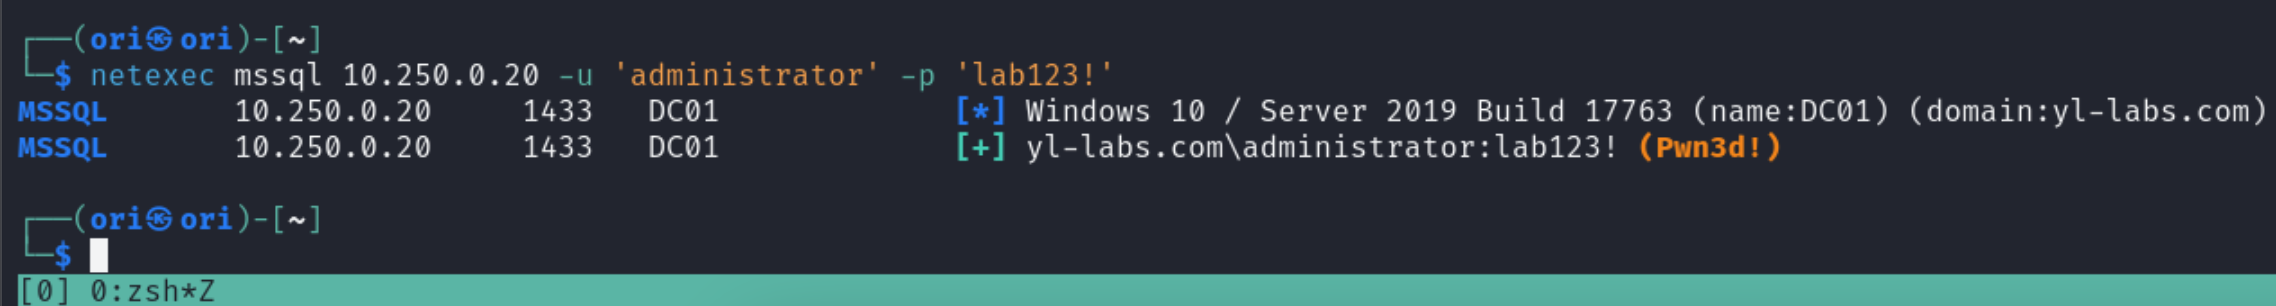 ┌──(ori㉿ori)-[~]
└─$ netexec mssql 10.250.0.20 -u 'administrator' -p 'lab123!'
MSSQL       10.250.0.20     1433   DC01             [*] Windows 10 / Server 2019 Build 17763 (name:DC01) (domain:yl-labs.com)
MSSQL       10.250.0.20     1433   DC01             [+] yl-labs.com\administrator:lab123! (Pwn3d!)
┌──(ori㉿ori)-[~]
└─$
[0] 0:zsh*Z